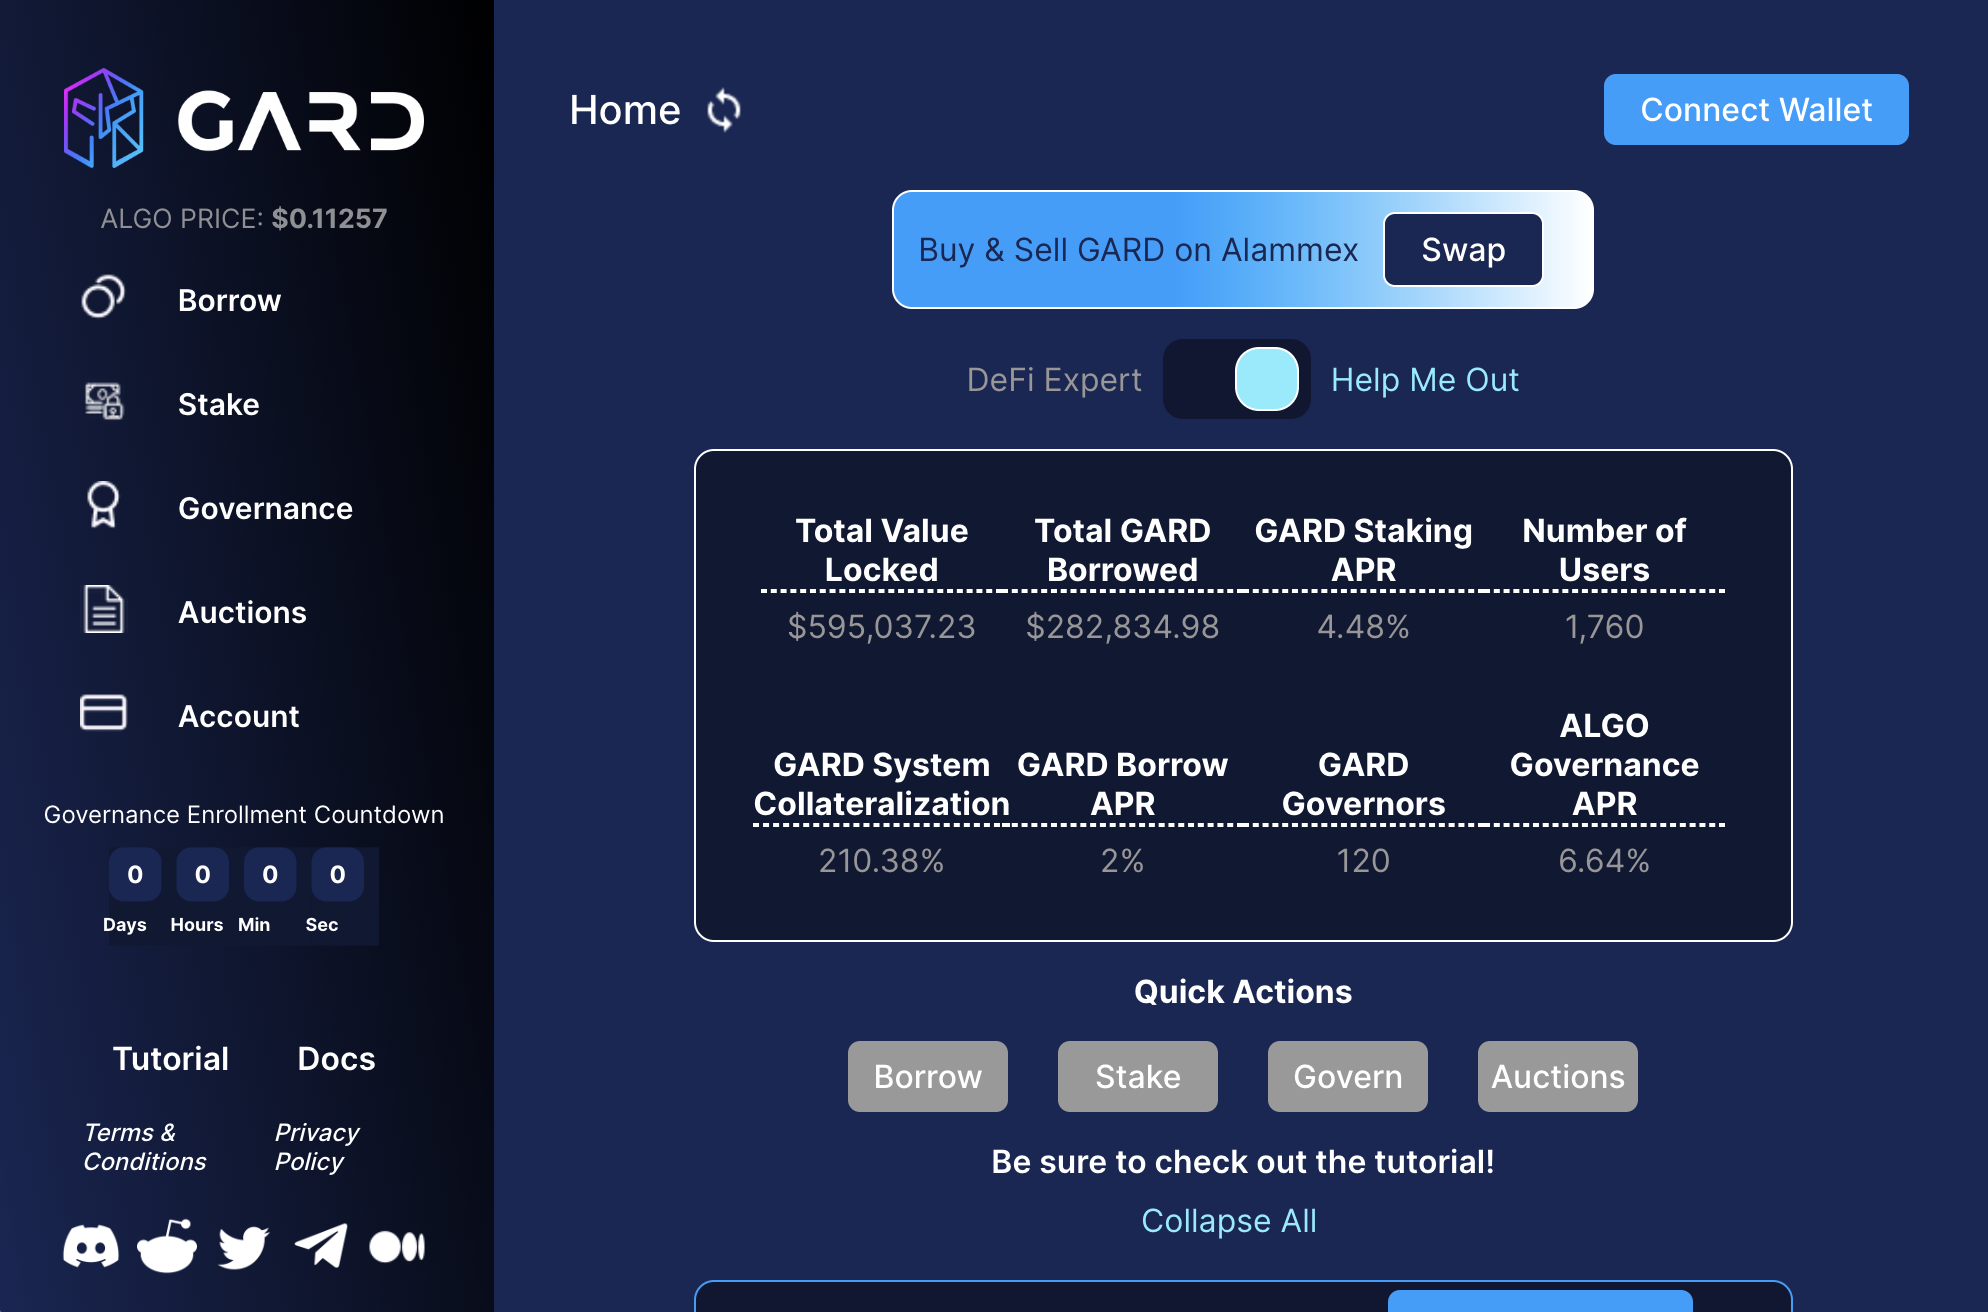 GARD
ALGO PRICE: $0.11257
Borrow
Stake
Governance
Auctions
Account
Governance Enrollment Countdown
0 0 0 0
Days Hours Min Sec
Tutorial Docs
Terms & Conditions
Privacy Policy
Home
Connect Wallet
Buy & Sell GARD on Alammex
Swap
DeFi Expert
Help Me Out
Total Value Locked
$595,037.23
Total GARD Borrowed
$282,834.98
GARD Staking APR
4.48%
Number of Users
1,760
GARD System Collateralization
210.38%
GARD Borrow APR
2%
GARD Governors
120
ALGO Governance APR
6.64%
Quick Actions
Borrow
Stake
Govern
Auctions
Be sure to check out the tutorial!
Collapse All